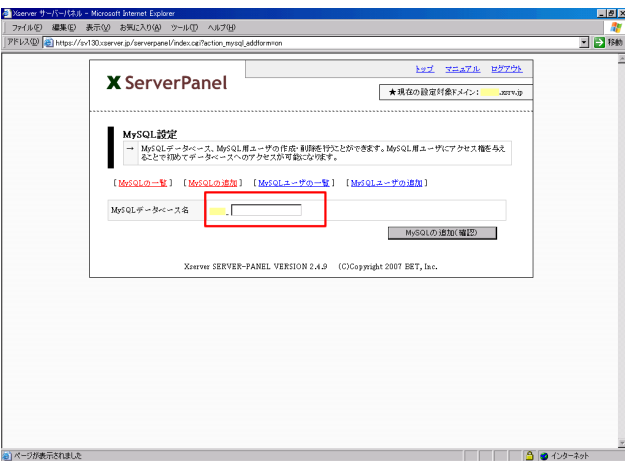 Xserver サーバーパネル - Microsoft Internet Explorer
ファイル(F) 編集(E) 表示(V) お気に入り(A) ツール(T) ヘルプ(H)
アドレス(D) https://sv130.xserver.jp/serverpanel/index.cgi?action_mysql_addform=on 移動
X ServerPanel
トップ マニュアル ログアウト
★現在の設定対象ドメイン: .xsrv.jp
MySQL設定
→ MySQLデータベース、MySQL用ユーザの作成・削除を行うことができます。MySQL用ユーザにアクセス権を与え
ることで初めてデータベースへのアクセスが可能になります。
[MySQLの一覧] [MySQLの追加] [MySQLユーザの一覧] [MySQLユーザの追加]
MySQLデータベース名 _
MySQLの追加(確認)
Xserver SERVER-PANEL VERSION 2.4.9 (C)Copyright 2007 BET, Inc.
ページが表示されました インターネット